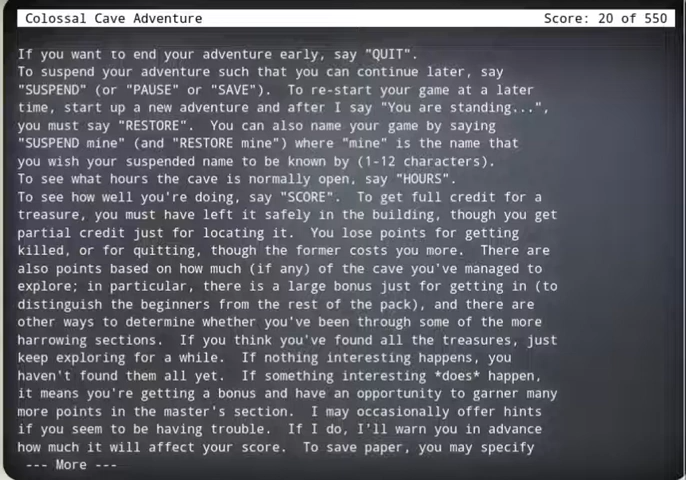 Colossal Cave Adventure Score: 20 of 550
If you want to end your adventure early, say "QUIT".
To suspend your adventure such that you can continue later, say
"SUSPEND" (or "PAUSE" or "SAVE"). To re-start your game at a later
time, start up a new adventure and after I say "You are standing...",
you must say "RESTORE". You can also name your game by saying
"SUSPEND mine" (and "RESTORE mine") where "mine" is the name that
you wish your suspended name to be known by (1-12 characters).
To see what hours the cave is normally open, say "HOURS".
To see how well you're doing, say "SCORE". To get full credit for a
treasure, you must have left it safely in the building, though you get
partial credit just for locating it. You lose points for getting
killed, or for quitting, though the former costs you more. There are
also points based on how much (if any) of the cave you've managed to
explore; in particular, there is a large bonus just for getting in (to
distinguish the beginners from the rest of the pack), and there are
other ways to determine whether you've been through some of the more
harrowing sections. If you think you've found all the treasures, just
keep exploring for a while. If nothing interesting happens, you
haven't found them all yet. If something interesting *does* happen,
it means you're getting a bonus and have an opportunity to garner many
more points in the master's section. I may occasionally offer hints
if you seem to be having trouble. If I do, I'll warn you in advance
how much it will affect your score. To save paper, you may specify
--- More ---